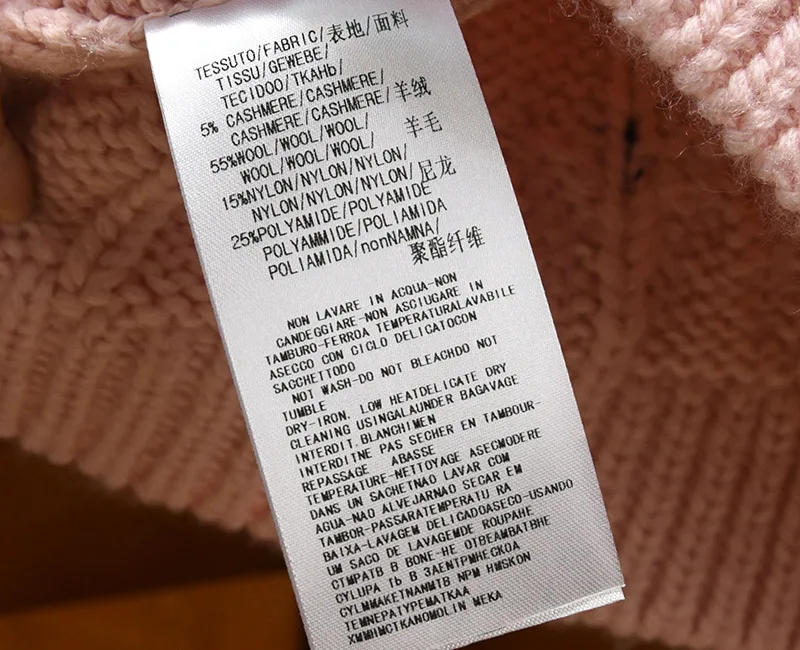 TESSUTO/FABRIC/表地/面料
TISSU/GEWEBE/
TECIDOO/TKAHb/
5% CASHMERE/CASHMERE/
CASHMERE/CASHMERE/羊绒
55%WOOL/WOOL/WOOL/
WOOL/WOOL/WOOL/ 羊毛
15%NYLON/NYLON/NYLON/
NYLON/NYLON/NYLON/尼龙
25%POLYAMIDE/POLYAMIDE
POLYAMMIDE/POLIAMIDA
POLIAMIDA/nonNAMNA/
聚酯纤维
NON LAVARE IN ACQUA-NON
CANDEGGIARE-NON ASCIUGARE IN
TAMBURO-FERROA TEMPERATURALAVABILE
ASECCO CON CICLO DELICATOCON
SACCHETTODO
NOT WASH-DO NOT BLEACHDO NOT
TUMBLE
DRY-IRON, LOW HEATDELICATE DRY
CLEANING USINGALAUNDER BAGAVAGE
INTERDIT.BLANCHIMEN
INTERDITNE PAS SECHER EN TAMBOUR-
REPASSAGE ABASSE
TEMPERATURE-NETTOYAGE ASECMODERE
DANS UN SACHETNAO LAVAR COM
AGUA-NAO ALVEJARNAO SEGAR EM
TAMBOR-PASSARATEMPERATU RA
BAIXA-LAVAGEM DELICADOASECO-USANDO
UM SACO DE LAVAGEMDE ROUPAHE
CTMPATB B BONE-HE OTBEAMBATBHE
CYLUPA Tb B 3AEHTPMHECKOA
CYLMMAKETNANMTB NPM HMSKON
TEMNEPATYPEMATKAA
XMMHMCTKANOMOLIN MEKA